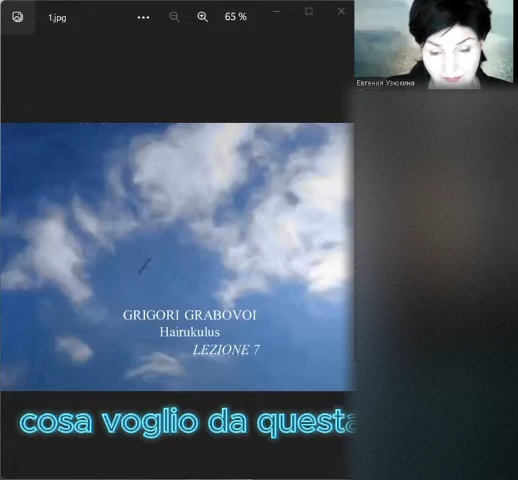 1.jpg
65 %
Евгения Узюкина
GRIGORI GRABOVOI
Hairukulus
LEZIONE 7
cosa voglio da questa